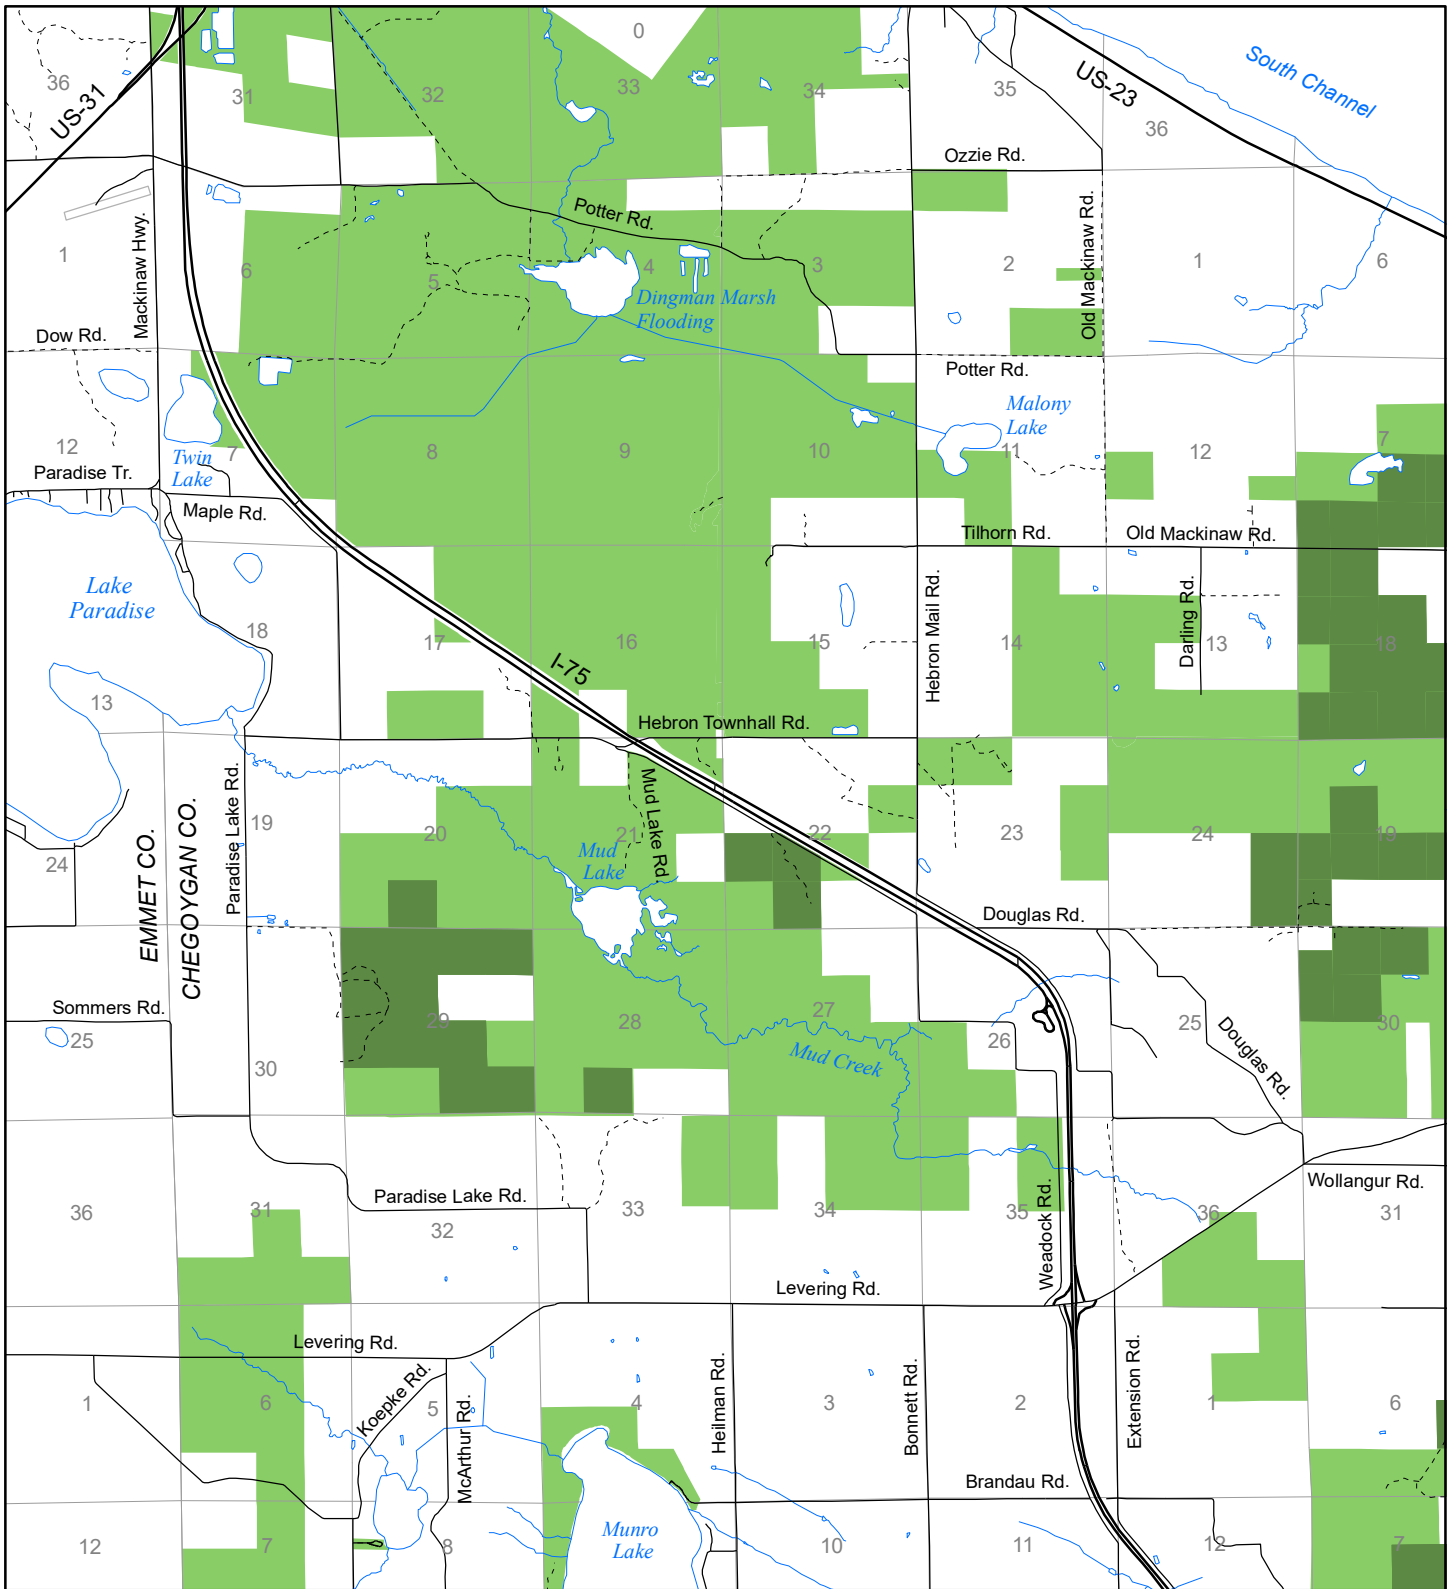 0
36
31
32
33
34
35
36
US-31
US-23
South Channel
Ozzie Rd.
Potter Rd.
Mackinaw Hwy.
Old Mackinaw Rd.
1
6
5
4
3
2
1
6
Dingman Marsh
Flooding
Dow Rd.
Potter Rd.
Malony
Lake
12
7
8
9
10
11
12
7
Twin
Lake
Paradise Tr.
Maple Rd.
Tilhorn Rd.
Old Mackinaw Rd.
Lake
Paradise
Hebron Mail Rd.
Darling Rd.
18
17
16
15
14
13
18
I-75
13
Hebron Townhall Rd.
Paradise Lake Rd.
Mud Lake Rd.
EMMET CO.
CHEGOYGAN CO.
24
19
20
21
22
23
24
19
Mud
Lake
Douglas Rd.
Sommers Rd.
25
30
29
28
27
26
25
30
Mud Creek
Douglas Rd.
36
31
32
33
34
35
36
31
Paradise Lake Rd.
Wollangur Rd.
Weadock Rd.
Levering Rd.
Levering Rd.
Koepke Rd.
McArthur Rd.
Heilman Rd.
Bonnett Rd.
Extension Rd.
1
6
5
4
3
2
1
6
Brandau Rd.
Munro
Lake
12
7
8
10
11
12
7